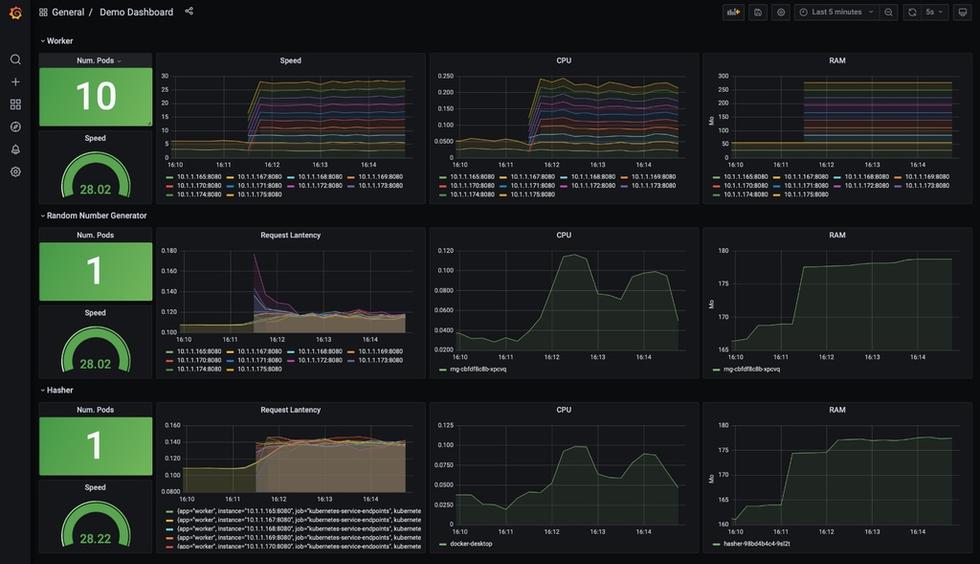 General / Demo Dashboard
Last 5 minutes
5s
Worker
Num. Pods
10
Speed
28.02
Speed
30
25
20
15
10
5
0
16:10 16:11 16:12 16:13 16:14
10.1.1.165:8080 10.1.1.167:8080 10.1.1.168:8080 10.1.1.169:8080
10.1.1.170:8080 10.1.1.171:8080 10.1.1.172:8080 10.1.1.173:8080
10.1.1.174:8080 10.1.1.175:8080
CPU
0.250
0.200
0.150
0.100
0.0500
0
16:10 16:11 16:12 16:13 16:14
10.1.1.165:8080 10.1.1.167:8080 10.1.1.168:8080 10.1.1.169:8080
10.1.1.170:8080 10.1.1.171:8080 10.1.1.172:8080 10.1.1.173:8080
10.1.1.174:8080 10.1.1.175:8080
RAM
Mo
300
250
200
150
100
50
0
16:10 16:11 16:12 16:13 16:14
10.1.1.165:8080 10.1.1.167:8080 10.1.1.168:8080 10.1.1.169:8080
10.1.1.170:8080 10.1.1.171:8080 10.1.1.172:8080 10.1.1.173:8080
10.1.1.174:8080 10.1.1.175:8080
Random Number Generator
Num. Pods
1
Speed
28.02
Request Lantency
0.180
0.160
0.140
0.120
0.100
16:10 16:11 16:12 16:13 16:14
10.1.1.165:8080 10.1.1.167:8080 10.1.1.168:8080 10.1.1.169:8080
10.1.1.170:8080 10.1.1.171:8080 10.1.1.172:8080 10.1.1.173:8080
10.1.1.174:8080 10.1.1.175:8080
CPU
0.120
0.100
0.0800
0.0600
0.0400
0.0200
16:10 16:11 16:12 16:13 16:14
rng-cbfdf8c8b-xpcvq
RAM
Mo
180
175
170
165
16:10 16:11 16:12 16:13 16:14
rng-cbfdf8c8b-xpcvq
Hasher
Num. Pods
1
Speed
28.22
Request Lantency
0.160
0.140
0.120
0.100
0.0800
16:10 16:11 16:12 16:13 16:14
{app="worker", instance="10.1.1.165:8080", job="kubernetes-service-endpoints", kubernete
{app="worker", instance="10.1.1.167:8080", job="kubernetes-service-endpoints", kubernete
{app="worker", instance="10.1.1.168:8080", job="kubernetes-service-endpoints", kubernete
{app="worker", instance="10.1.1.169:8080", job="kubernetes-service-endpoints", kubernete
{app="worker", instance="10.1.1.170:8080", job="kubernetes-service-endpoints", kubernete
CPU
0.125
0.100
0.0750
0.0500
0.0250
0
16:10 16:11 16:12 16:13 16:14
docker-desktop
RAM
Mo
180
175
170
165
160
16:10 16:11 16:12 16:13 16:14
hasher-98bd4b4c4-9sl2t